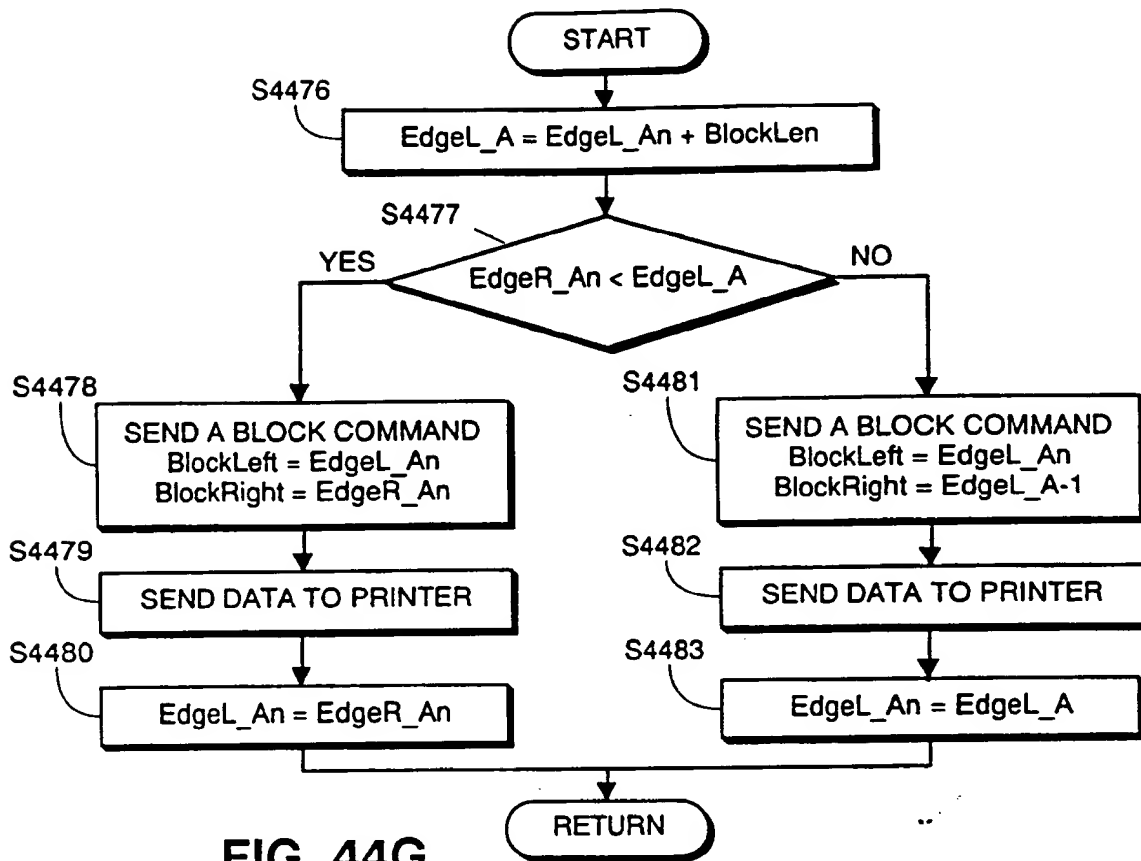 START
S4476
EdgeL_A = EdgeL_An + BlockLen
S4477
YES
EdgeR_An < EdgeL_A
NO
S4478
SEND A BLOCK COMMAND
BlockLeft = EdgeL_An
BlockRight = EdgeR_An
S4481
SEND A BLOCK COMMAND
BlockLeft = EdgeL_An
BlockRight = EdgeL_A-1
S4479
SEND DATA TO PRINTER
S4482
SEND DATA TO PRINTER
S4480
EdgeL_An = EdgeR_An
S4483
EdgeL_An = EdgeL_A
RETURN
FIG. 44G